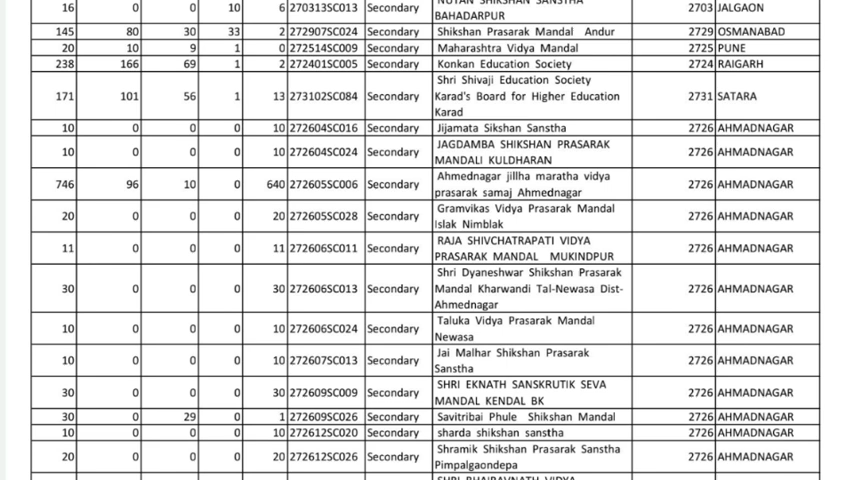 NUTAN SHIKSHAN SANSTHA
16 0 0 10 6 270313SC013 Secondary BAHADARPUR 2703 JALGAON
145 80 30 33 2 272907SC024 Secondary Shikshan Prasarak Mandal Andur 2729 OSMANABAD
20 10 9 1 0 272514SC009 Secondary Maharashtra Vidya Mandal 2725 PUNE
238 166 69 1 2 272401SC005 Secondary Konkan Education Society 2724 RAIGARH
Shri Shivaji Education Society
171 101 56 1 13 273102SC084 Secondary Karad's Board for Higher Education 2731 SATARA
Karad
10 0 0 0 10 272604SC016 Secondary Jijamata Sikshan Sanstha 2726 AHMADNAGAR
10 0 0 0 10 272604SC024 Secondary JAGDAMBA SHIKSHAN PRASARAK 2726 AHMADNAGAR
MANDALI KULDHARAN
746 96 10 0 640 272605SC006 Secondary Ahmednagar jillha maratha vidya 2726 AHMADNAGAR
prasarak samaj Ahmednagar
20 0 0 0 20 272605SC028 Secondary Gramvikas Vidya Prasarak Mandal 2726 AHMADNAGAR
Islak Nimblak
11 0 0 0 11 272606SC011 Secondary RAJA SHIVCHATRAPATI VIDYA 2726 AHMADNAGAR
PRASARAK MANDAL MUKINDPUR
Shri Dyaneshwar Shikshan Prasarak
30 0 0 0 30 272606SC013 Secondary Mandal Kharwandi Tal-Newasa Dist- 2726 AHMADNAGAR
Ahmednagar
10 0 0 0 10 272606SC024 Secondary Taluka Vidya Prasarak Mandal 2726 AHMADNAGAR
Newasa
10 0 0 0 10 272607SC013 Secondary Jai Malhar Shikshan Prasarak 2726 AHMADNAGAR
Sanstha
30 0 0 0 30 272609SC009 Secondary SHRI EKNATH SANSKRUTIK SEVA 2726 AHMADNAGAR
MANDAL KENDAL BK
30 0 29 0 1 272609SC026 Secondary Savitribai Phule Shikshan Mandal 2726 AHMADNAGAR
10 0 0 0 10 272612SC020 Secondary sharda shikshan sanstha 2726 AHMADNAGAR
20 0 0 0 20 272612SC026 Secondary Shramik Shikshan Prasarak Sanstha 2726 AHMADNAGAR
Pimpalgaondepa
SHRI BHAIRAVNATH VIDYA